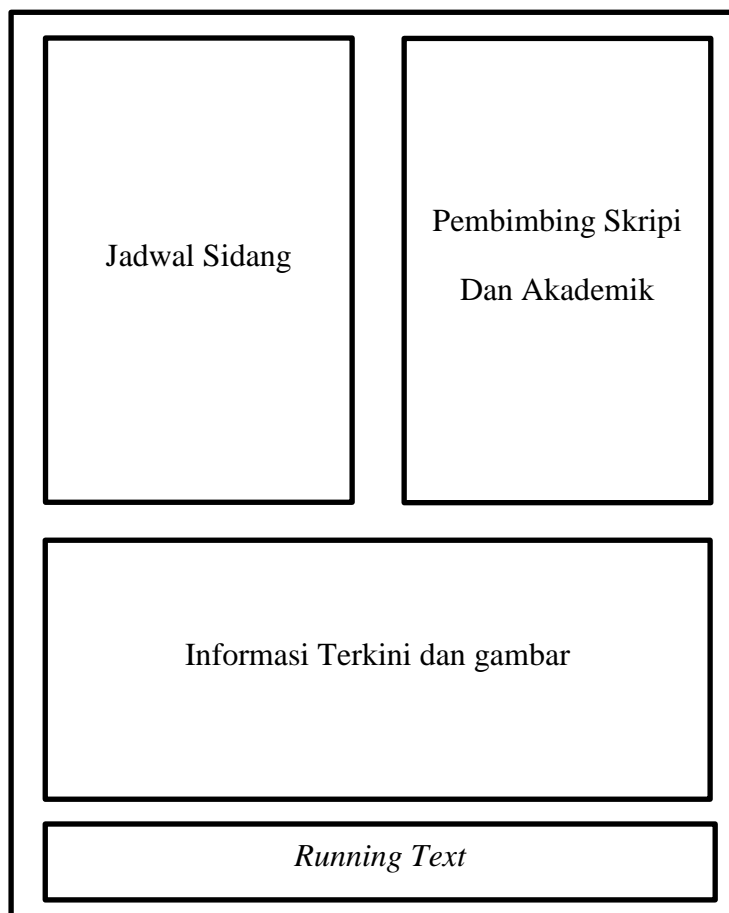 Jadwal Sidang
Pembimbing Skripi
Dan Akademik
Informasi Terkini dan gambar
Running Text